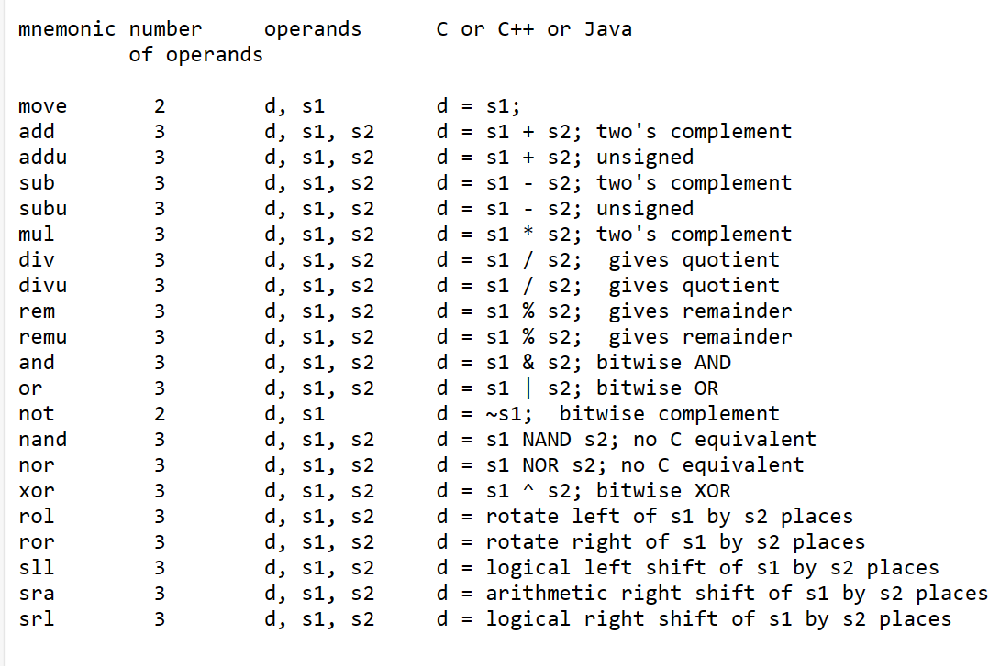 mnemonic number     operands      C or C++ or Java
         of operands
move       2        d, s1         d = s1;
add        3        d, s1, s2     d = s1 + s2; two's complement
addu       3        d, s1, s2     d = s1 + s2; unsigned
sub        3        d, s1, s2     d = s1 - s2; two's complement
subu       3        d, s1, s2     d = s1 - s2; unsigned
mul        3        d, s1, s2     d = s1 * s2; two's complement
div        3        d, s1, s2     d = s1 / s2;  gives quotient
divu       3        d, s1, s2     d = s1 / s2;  gives quotient
rem        3        d, s1, s2     d = s1 % s2;  gives remainder
remu       3        d, s1, s2     d = s1 % s2;  gives remainder
and        3        d, s1, s2     d = s1 & s2; bitwise AND
or         3        d, s1, s2     d = s1 | s2; bitwise OR
not        2        d, s1         d = ~s1;  bitwise complement
nand       3        d, s1, s2     d = s1 NAND s2; no C equivalent
nor        3        d, s1, s2     d = s1 NOR s2; no C equivalent
xor        3        d, s1, s2     d = s1 ^ s2; bitwise XOR
rol        3        d, s1, s2     d = rotate left of s1 by s2 places
ror        3        d, s1, s2     d = rotate right of s1 by s2 places
sll        3        d, s1, s2     d = logical left shift of s1 by s2 places
sra        3        d, s1, s2     d = arithmetic right shift of s1 by s2 places
srl        3        d, s1, s2     d = logical right shift of s1 by s2 places